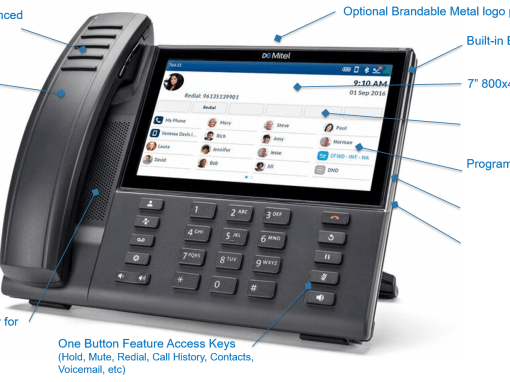 nced
Optional Brandable Metal logo p
Built-in B
7" 800x4
Program
Mitel
9:10 AM
01 Sep 2016
Redial: 96135139901
Redial
My Phone
Mary
Steve
Paul
Vanessa Davis
Rich
Amy
Norman
Laura
Jennifer
Jesse
CFWD - INT - NA
David
Bob
Jill
DND
1
2 ABC
3 DEF
4 GHI
5 JKL
6 MNO
7 PQRS
8 TUV
9 WXYZ
*
0
#
for
One Button Feature Access Keys
(Hold, Mute, Redial, Call History, Contacts,
Voicemail, etc)